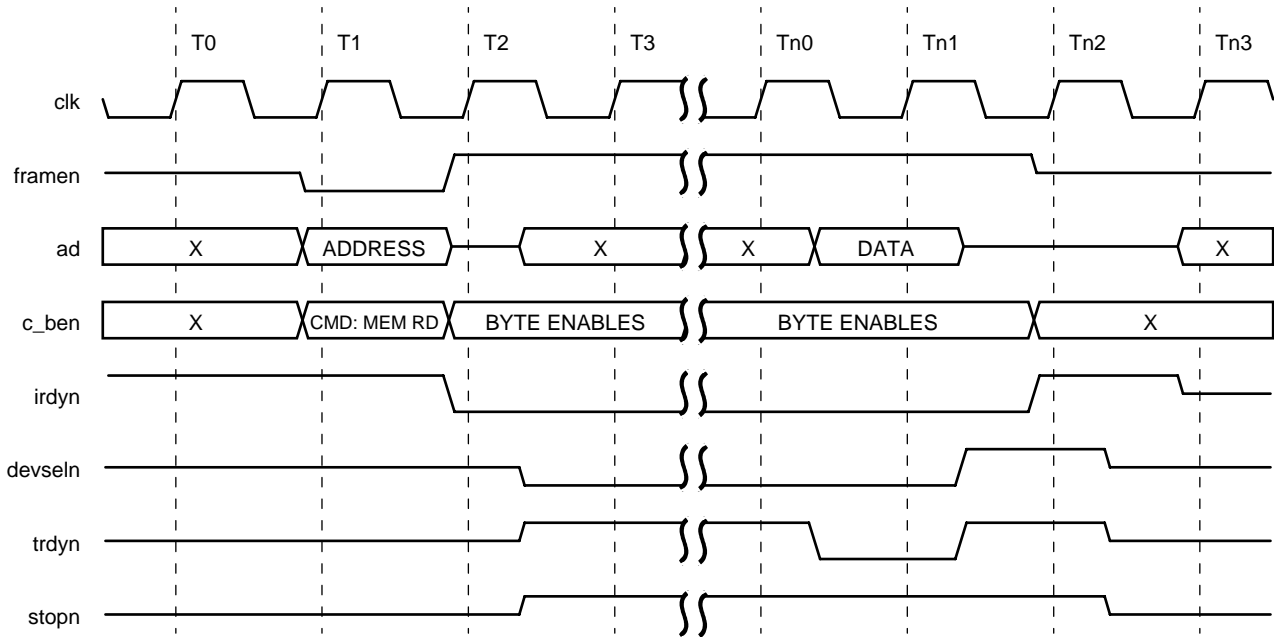 T0 T1 T2 T3 Tn0 Tn1 Tn2 Tn3
clk
framen
ad X ADDRESS X X DATA X
c_ben X CMD: MEM RD BYTE ENABLES BYTE ENABLES X
irdyn
devseln
trdyn
stopn